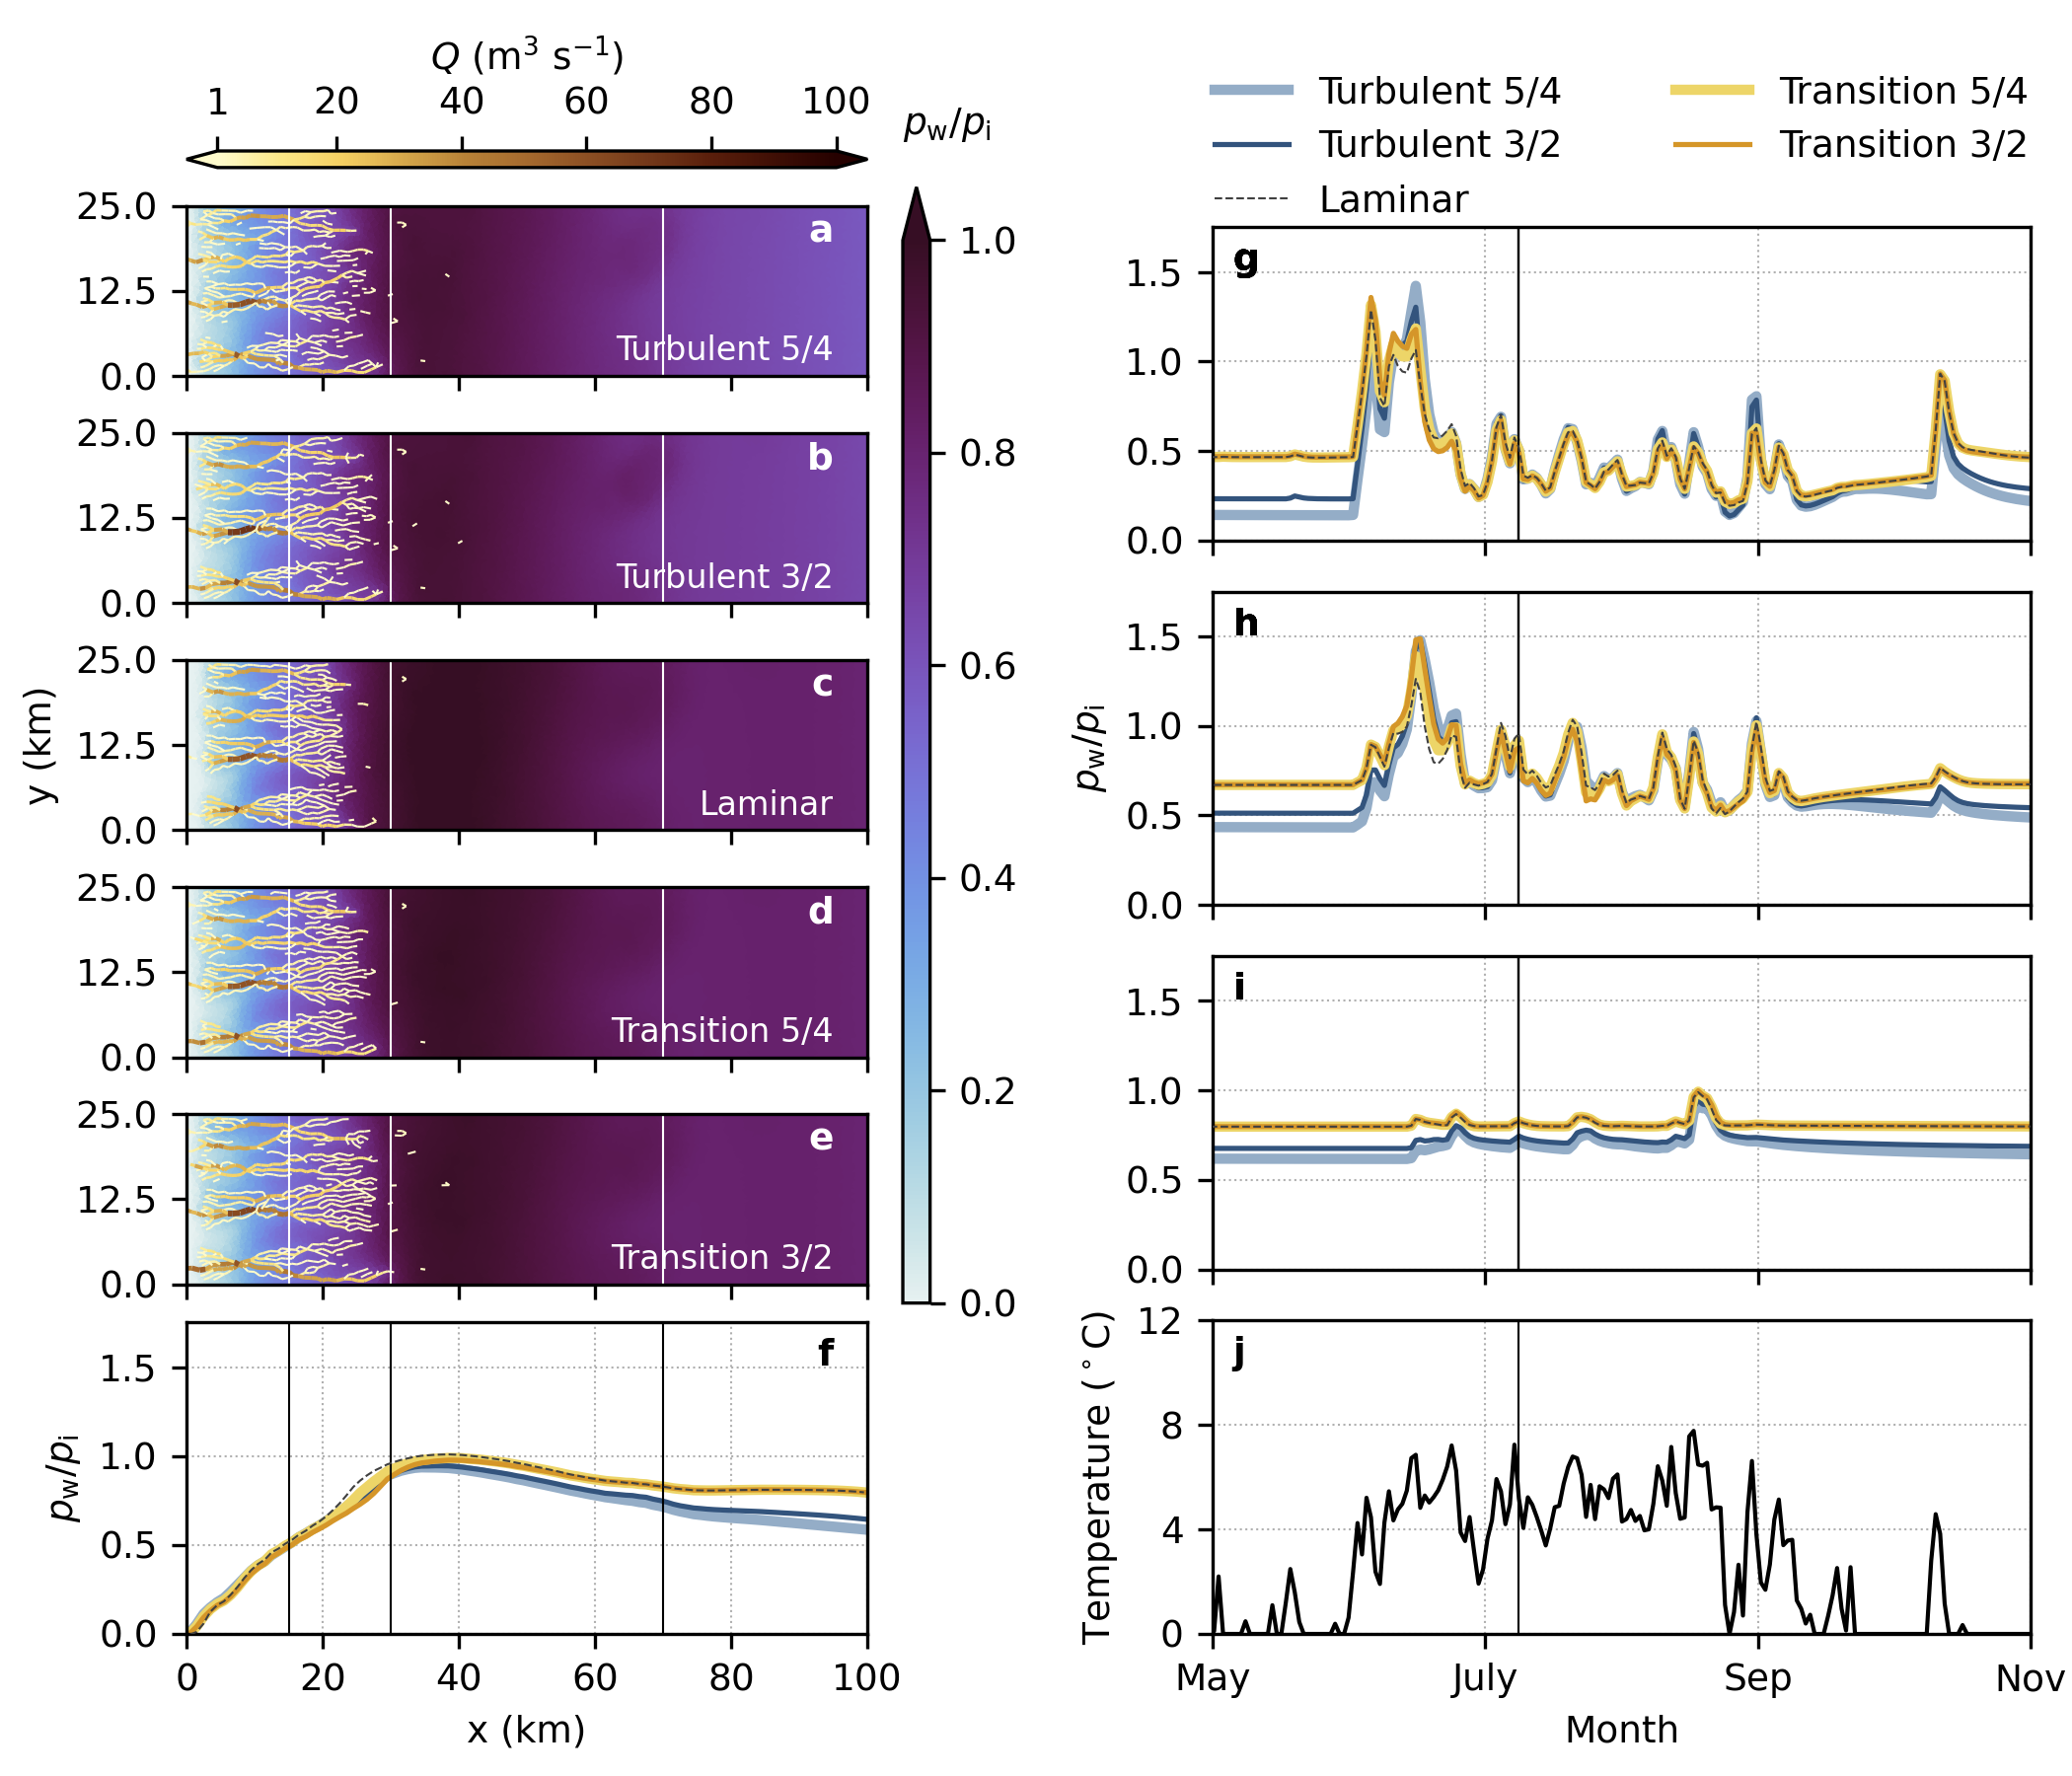 Q (m³ s⁻¹)
1 20 40 60 80 100
p_w/p_i
1.0
0.8
0.6
0.4
0.2
0.0
y (km)
25.0
12.5
0.0
a
Turbulent 5/4
25.0
12.5
0.0
b
Turbulent 3/2
25.0
12.5
0.0
c
Laminar
25.0
12.5
0.0
d
Transition 5/4
25.0
12.5
0.0
e
Transition 3/2
p_w/p_i
1.5
1.0
0.5
0.0
f
0 20 40 60 80 100
x (km)
Turbulent 5/4
Turbulent 3/2
Laminar
Transition 5/4
Transition 3/2
g
1.5
1.0
0.5
0.0
p_w/p_i
h
1.5
1.0
0.5
0.0
i
1.5
1.0
0.5
0.0
Temperature (°C)
j
12
8
4
0
May July Sep Nov
Month